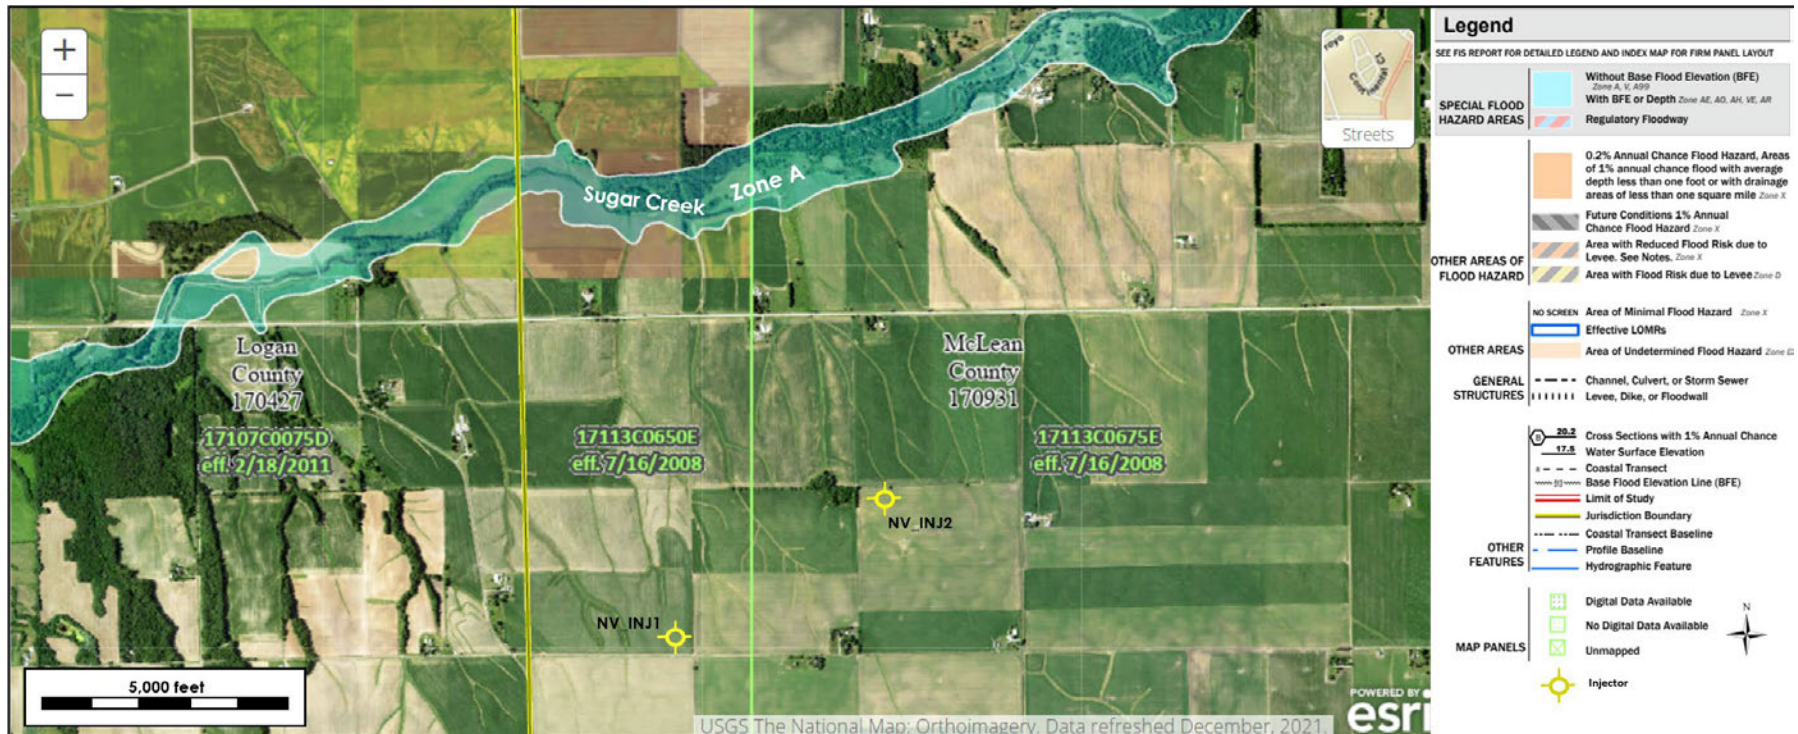 +
−
Streets
Sugar Creek
Zone A
Logan
County
170427
McLean
County
170931
17107C0075D
eff. 2/18/2011
17113C0650E
eff. 7/16/2008
17113C0675E
eff. 7/16/2008
NV_INJ2
NV_INJ1
5,000 feet
POWERED BY
esri
USGS The National Map: Orthoimagery. Data refreshed December, 2021.
Legend
SEE FIS REPORT FOR DETAILED LEGEND AND INDEX MAP FOR FIRM PANEL LAYOUT
SPECIAL FLOOD
HAZARD AREAS
Without Base Flood Elevation (BFE)
Zone A, V, A99
With BFE or Depth Zone AE, AO, AH, VE, AR
Regulatory Floodway
OTHER AREAS OF
FLOOD HAZARD
0.2% Annual Chance Flood Hazard, Areas
of 1% annual chance flood with average
depth less than one foot or with drainage
areas of less than one square mile Zone X
Future Conditions 1% Annual
Chance Flood Hazard Zone X
Area with Reduced Flood Risk due to
Levee. See Notes. Zone X
Area with Flood Risk due to Levee Zone D
OTHER AREAS
NO SCREEN Area of Minimal Flood Hazard Zone X
Effective LOMRs
Area of Undetermined Flood Hazard Zone
GENERAL
STRUCTURES
Channel, Culvert, or Storm Sewer
Levee, Dike, or Floodwall
OTHER
FEATURES
B 20.2 Cross Sections with 1% Annual Chance
17.5 Water Surface Elevation
Coastal Transect
Base Flood Elevation Line (BFE)
Limit of Study
Jurisdiction Boundary
Coastal Transect Baseline
Profile Baseline
Hydrographic Feature
MAP PANELS
Digital Data Available
No Digital Data Available
Unmapped
N
Injector